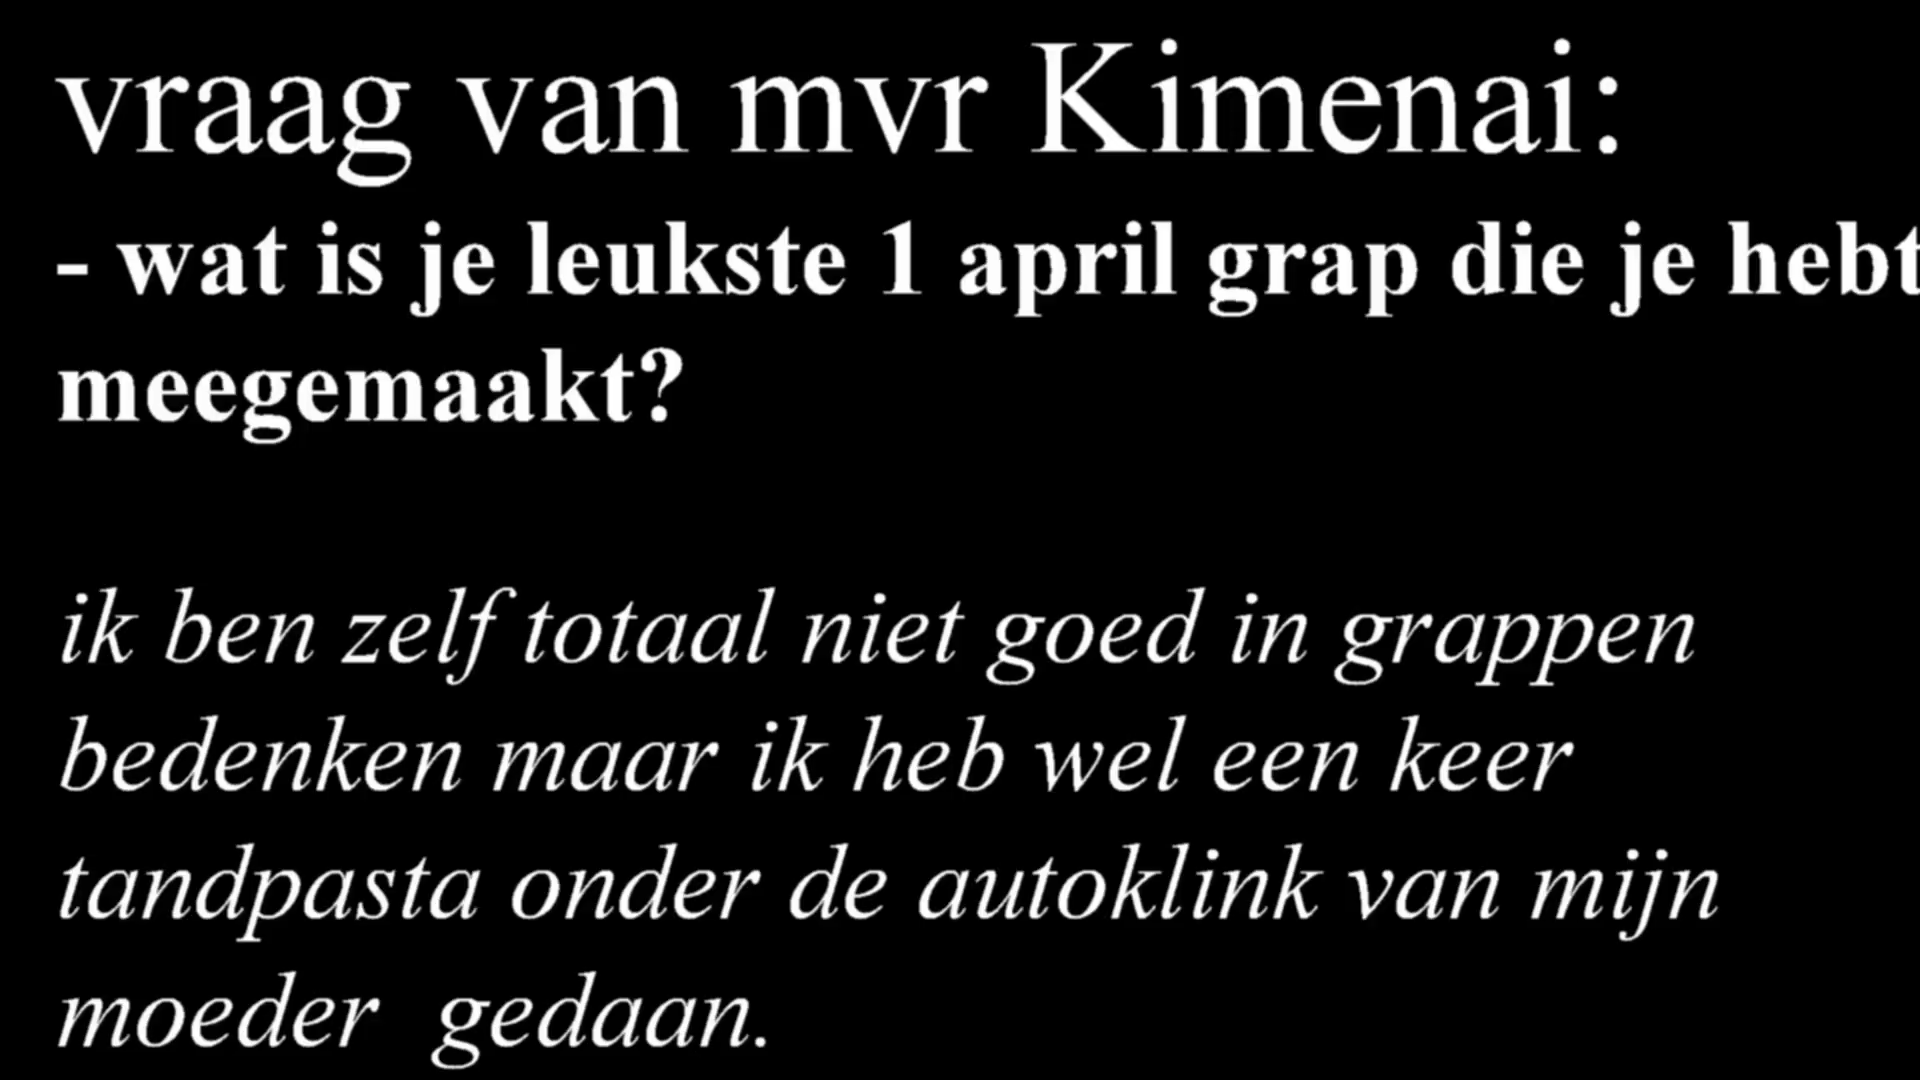 vraag van mvr Kimenai:
- wat is je leukste 1 april grap die je hebt
meegemaakt?
ik ben zelf totaal niet goed in grappen
bedenken maar ik heb wel een keer
tandpasta onder de autoklink van mijn
moeder  gedaan.